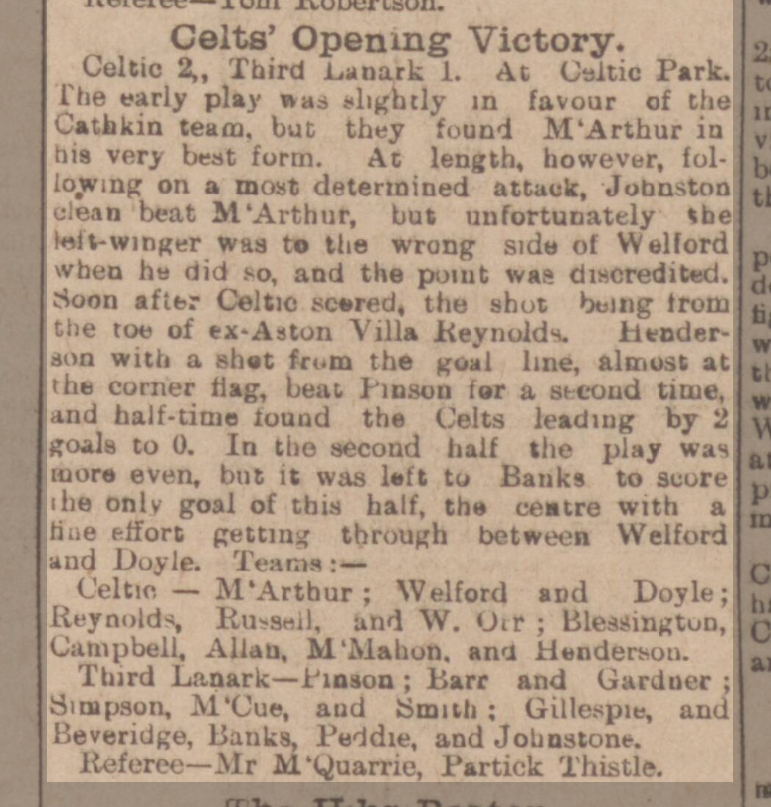 Referee—Tom Robertson.
Celts' Opening Victory.
Celtic 2,, Third Lanark 1. At Celtic Park.
The early play was slightly in favour of the
Cathkin team, but they found M'Arthur in
his very best form. At length, however, fol-
lowing on a most determined attack, Johnston
clean beat M'Arthur, but unfortunately the
left-winger was to the wrong side of Welford
when he did so, and the point was discredited.
Soon after Celtic scored, the shot being from
the toe of ex-Aston Villa Reynolds. Hender-
son with a shot from the goal line, almost at
the corner flag, beat Pinson for a second time,
and half-time found the Celts leading by 2
goals to 0. In the second half the play was
more even, but it was left to Banks to score
the only goal of this half, the centre with a
fine effort getting through between Welford
and Doyle. Teams:—
Celtic — M'Arthur; Welford and Doyle;
Reynolds, Russell, and W. Orr; Blessington,
Campbell, Allan, M'Mahon, and Henderson.
Third Lanark—Pinson; Barr and Gardner;
Simpson, M'Cue, and Smith; Gillespie, and
Beveridge, Banks, Peddie, and Johnstone.
Referee—Mr M'Quarrie, Partick Thistle.